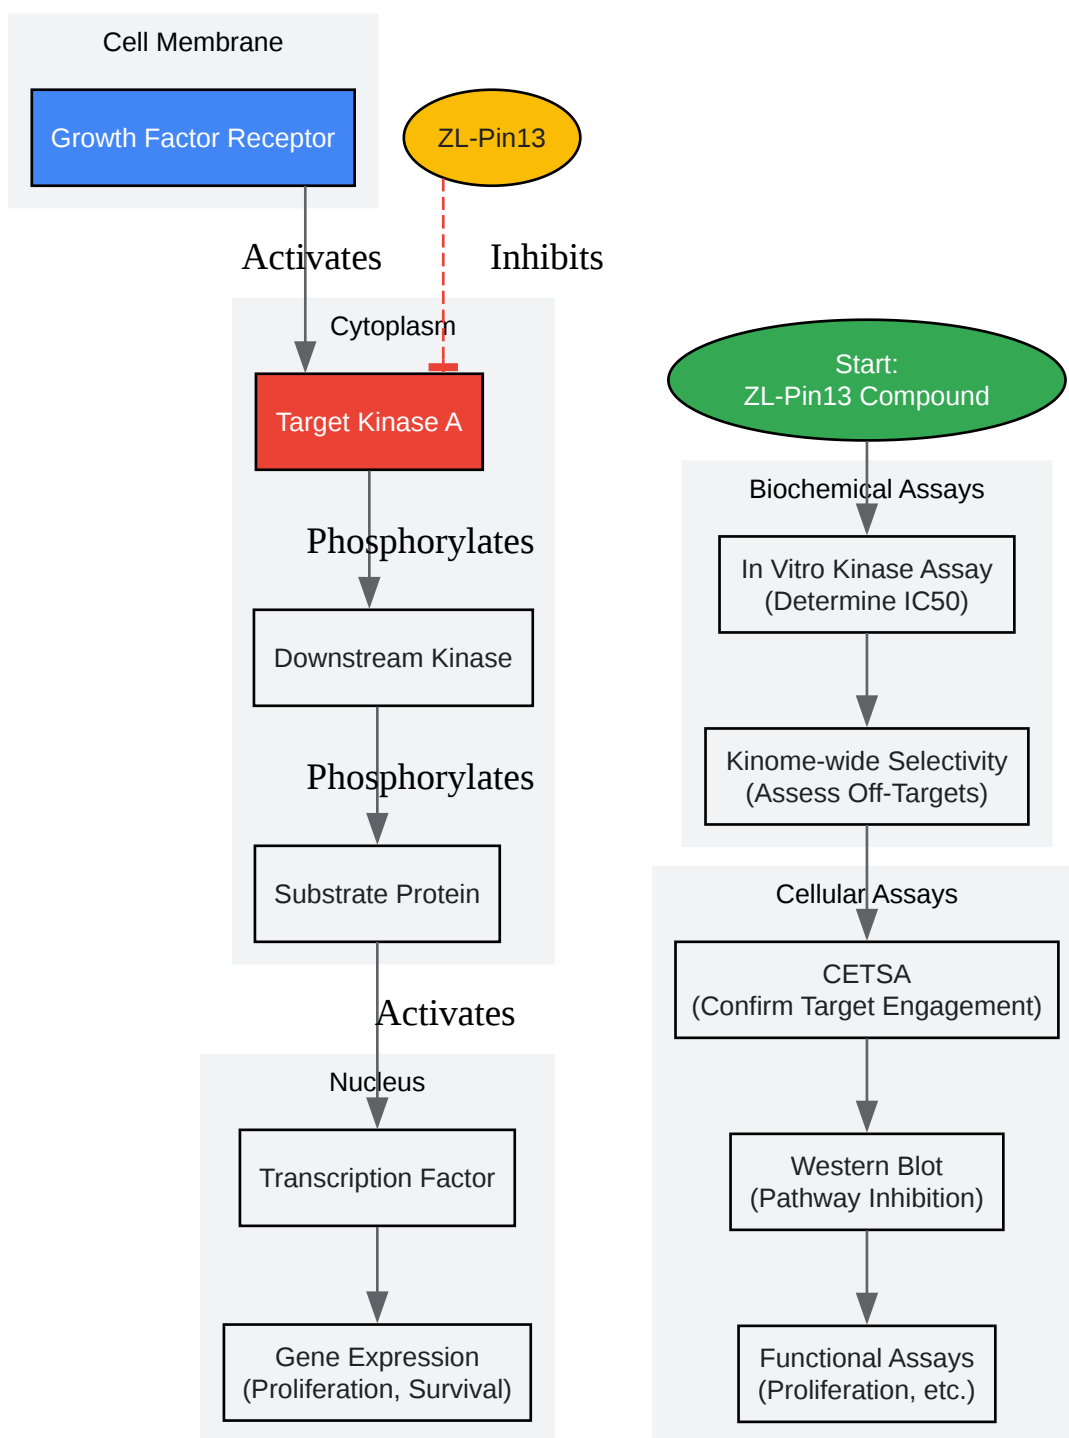 Cell Membrane
Growth Factor Receptor
ZL-Pin13
Activates
Inhibits
Cytoplasm
Target Kinase A
Phosphorylates
Downstream Kinase
Phosphorylates
Substrate Protein
Activates
Nucleus
Transcription Factor
Gene Expression
(Proliferation, Survival)
Start:
ZL-Pin13 Compound
Biochemical Assays
In Vitro Kinase Assay
(Determine IC50)
Kinome-wide Selectivity
(Assess Off-Targets)
Cellular Assays
CETSA
(Confirm Target Engagement)
Western Blot
(Pathway Inhibition)
Functional Assays
(Proliferation, etc.)